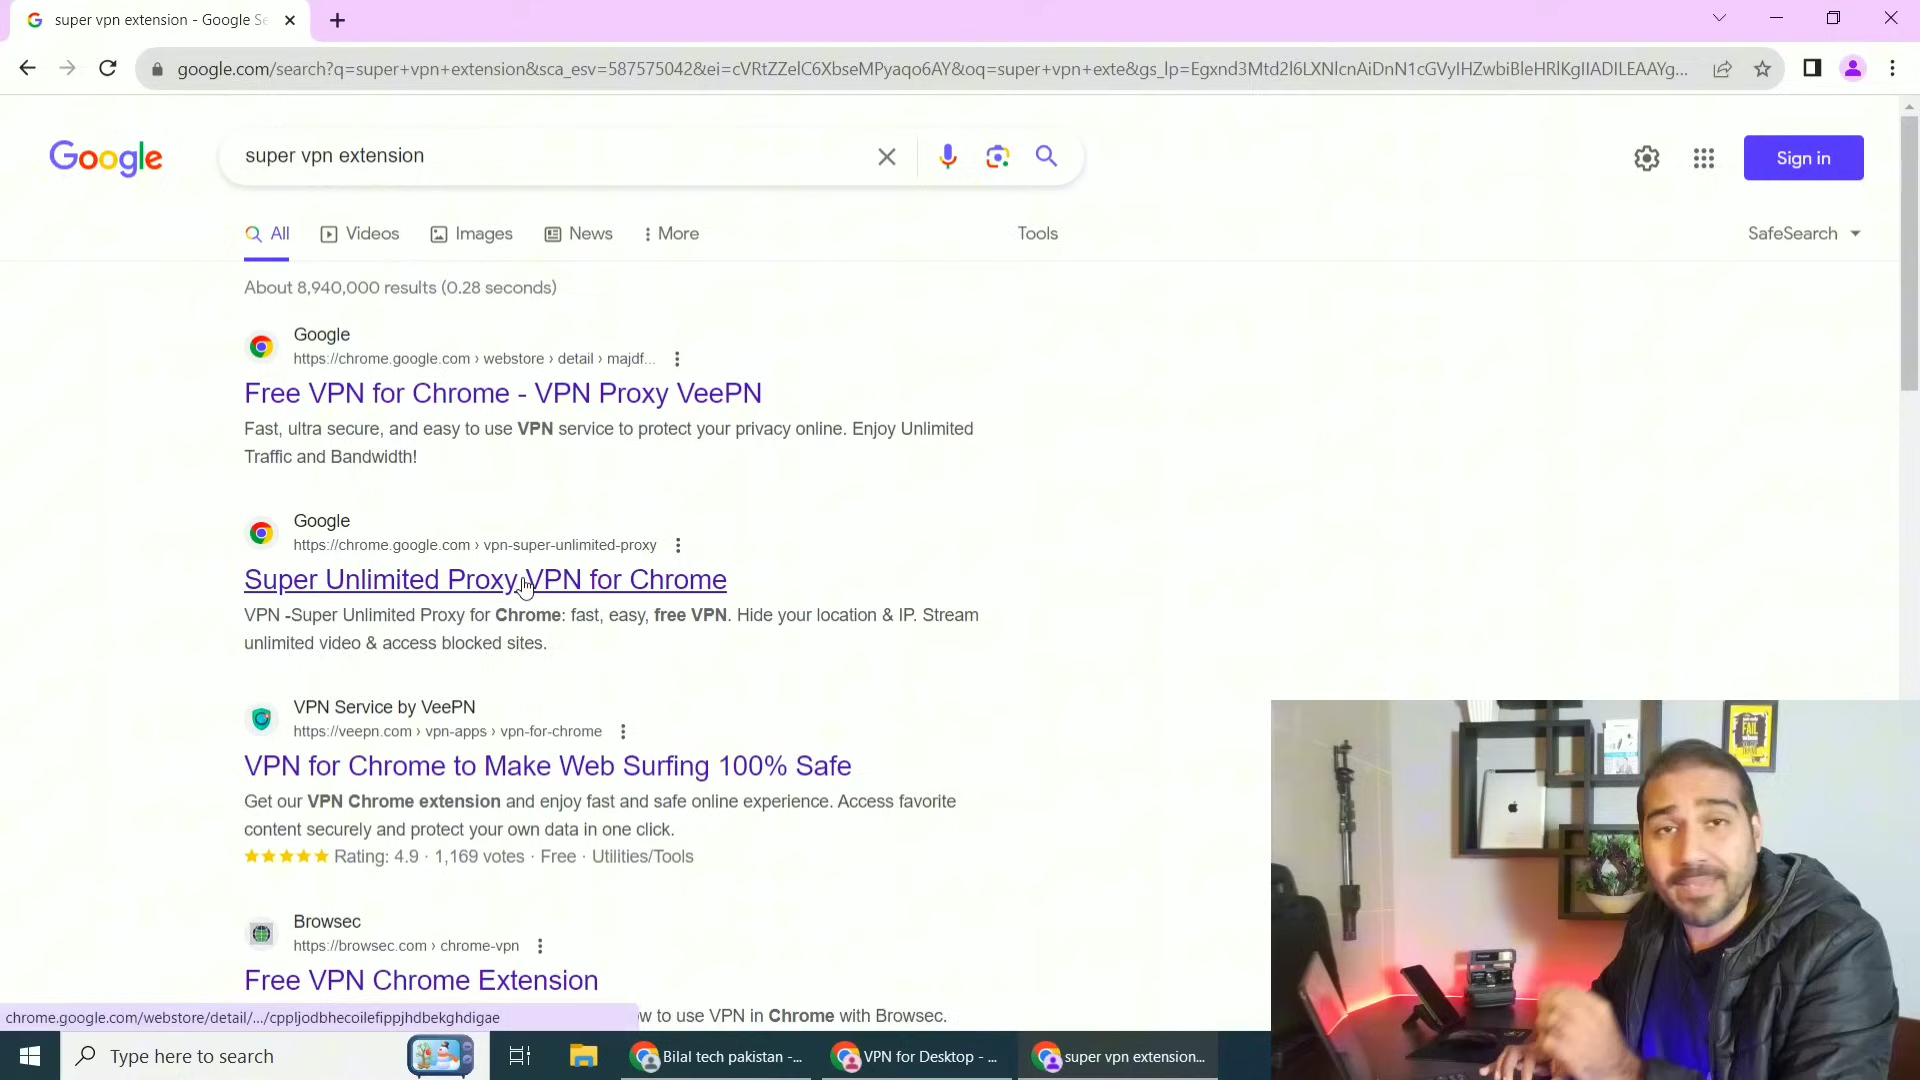 super vpn extension - Google Se
google.com/search?q=super+vpn+extension&sca_esv=587575042&ei=cVRtZZelC6XbseMPyaqo6AY&oq=super+vpn+exte&gs_lp=Egxnd3Mtd2l6LXNlcnAiDnN1cGVyIHZwbiBleHRlKgIIADILEAAYg...
Google
super vpn extension
Sign in
All
Videos
Images
News
More
Tools
SafeSearch
About 8,940,000 results (0.28 seconds)
Google
https://chrome.google.com › webstore › detail › majdf...
Free VPN for Chrome - VPN Proxy VeePN
Fast, ultra secure, and easy to use VPN service to protect your privacy online. Enjoy Unlimited
Traffic and Bandwidth!
Google
https://chrome.google.com › vpn-super-unlimited-proxy
Super Unlimited Proxy VPN for Chrome
VPN -Super Unlimited Proxy for Chrome: fast, easy, free VPN. Hide your location & IP. Stream
unlimited video & access blocked sites.
VPN Service by VeePN
https://veepn.com › vpn-apps › vpn-for-chrome
VPN for Chrome to Make Web Surfing 100% Safe
Get our VPN Chrome extension and enjoy fast and safe online experience. Access favorite
content securely and protect your own data in one click.
Rating: 4.9 · 1,169 votes · Free · Utilities/Tools
Browsec
https://browsec.com › chrome-vpn
Free VPN Chrome Extension
to use VPN in Chrome with Browsec.
chrome.google.com/webstore/detail/.../cppljodbhecoilefippjhdbekghdigae
Type here to search
Bilal tech pakistan -...
VPN for Desktop - ...
super vpn extension...
FAIL